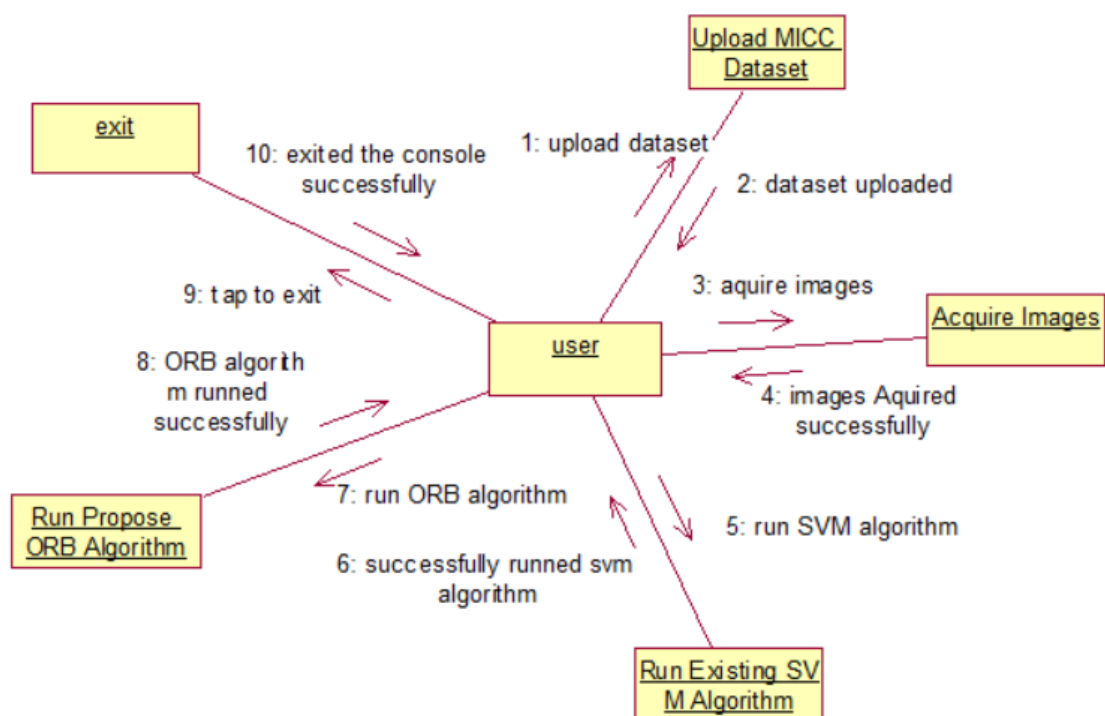 Upload MICC
Dataset
exit
10: exited the console
successfully
1: upload dataset
2: dataset uploaded
9: tap to exit
3: aquire images
user
Acquire Images
8: ORB algorith
m runned
successfully
4: images Aquired
successfully
7: run ORB algorithm
Run Propose
ORB Algorithm
5: run SVM algorithm
6: successfully runned svm
algorithm
Run Existing SV
M Algorithm